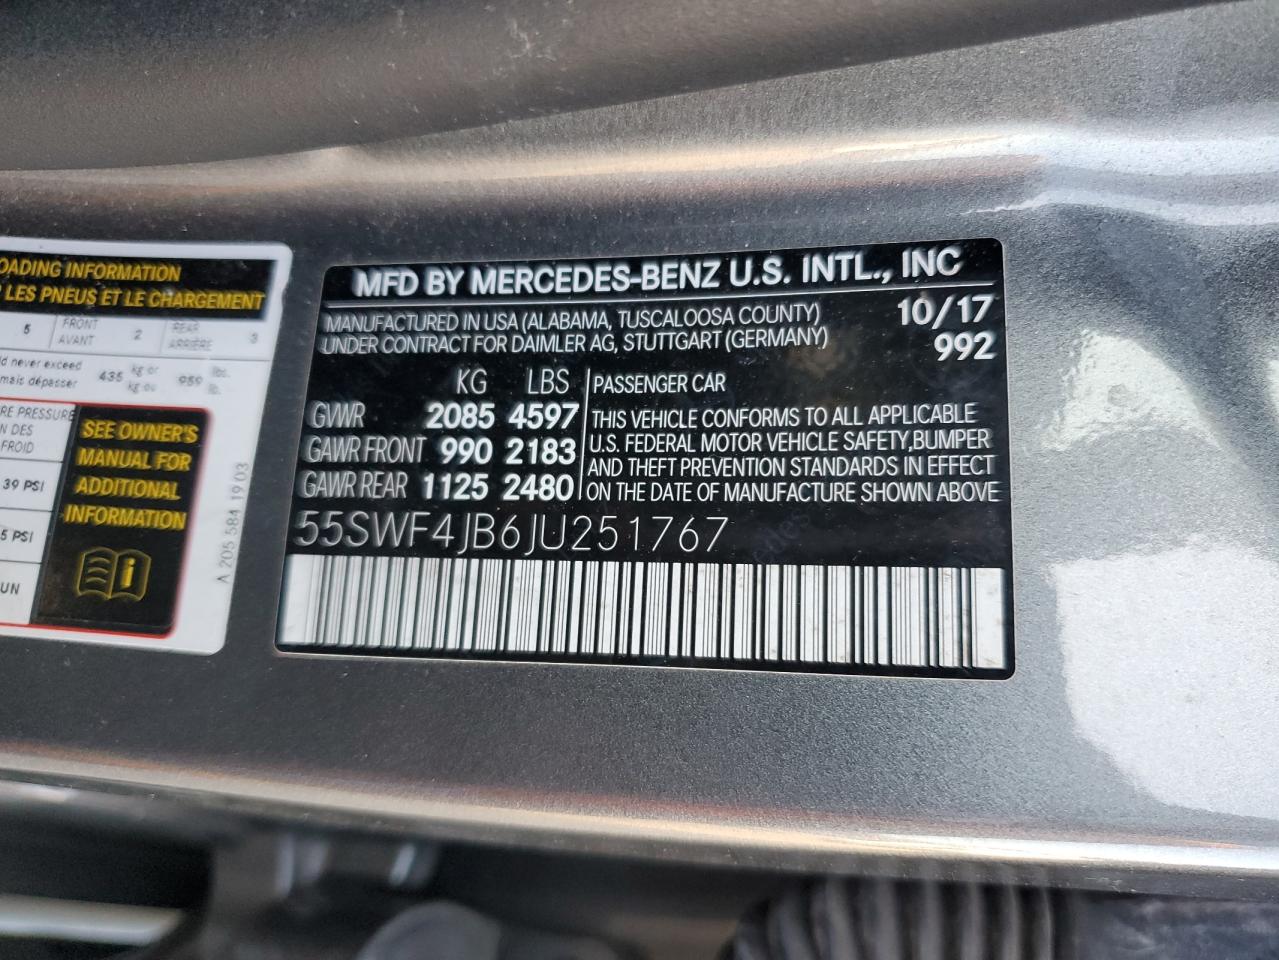 OADING INFORMATION
LES PNEUS ET LE CHARGEMENT
5 FRONT AVANT 2 REAR ARRIÈRE 3
d never exceed
mais dépasser 435 kg or kg ou 959 lbs. lb.
RE PRESSURE
N DES
FROID
39 PSI
5 PSI
UN
SEE OWNER'S
MANUAL FOR
ADDITIONAL
INFORMATION
i
A 205 584 19 03
MFD BY MERCEDES-BENZ U.S. INTL., INC
MANUFACTURED IN USA (ALABAMA, TUSCALOOSA COUNTY) 10/17
UNDER CONTRACT FOR DAIMLER AG, STUTTGART (GERMANY) 992
KG LBS PASSENGER CAR
GVWR 2085 4597
GAWR FRONT 990 2183
GAWR REAR 1125 2480
THIS VEHICLE CONFORMS TO ALL APPLICABLE
U.S. FEDERAL MOTOR VEHICLE SAFETY,BUMPER
AND THEFT PREVENTION STANDARDS IN EFFECT
ON THE DATE OF MANUFACTURE SHOWN ABOVE
55SWF4JB6JU251767